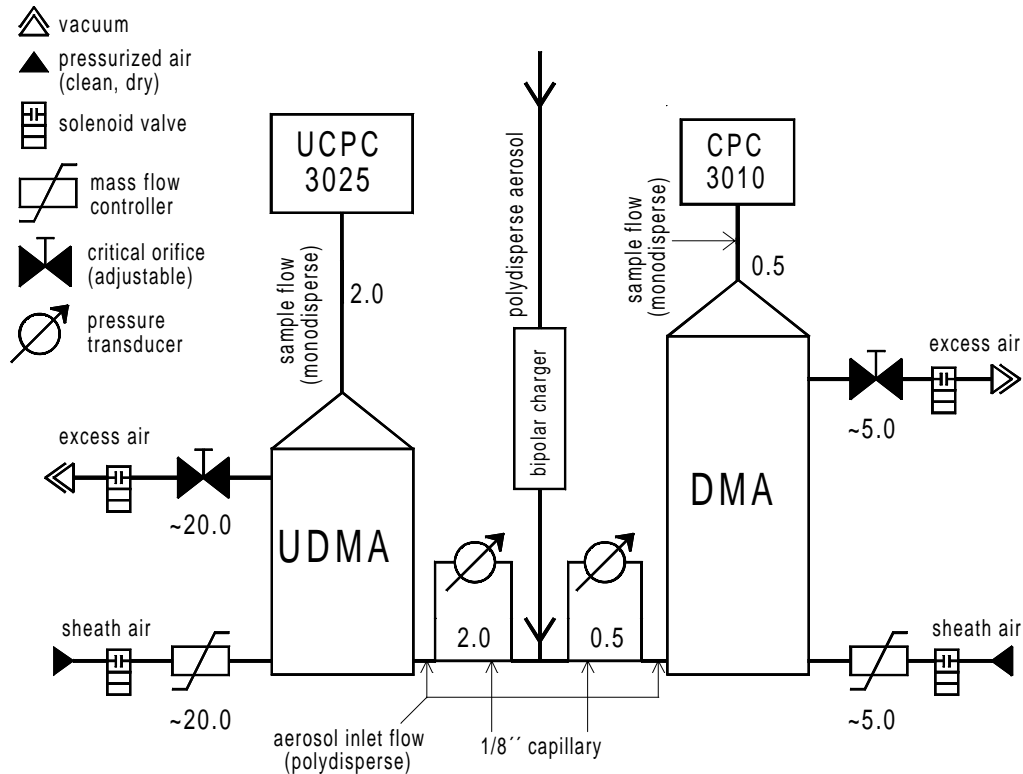 vacuum
pressurized air
(clean, dry)
solenoid valve
mass flow
controller
critical orifice
(adjustable)
pressure
transducer
UCPC
3025
sample flow
(monodisperse)
2.0
polydisperse aerosol
bipolar charger
CPC
3010
sample flow
(monodisperse)
0.5
excess air
~5.0
excess air
~20.0
UDMA
DMA
2.0
0.5
sheath air
~20.0
sheath air
~5.0
aerosol inlet flow
(polydisperse)
1/8´´ capillary